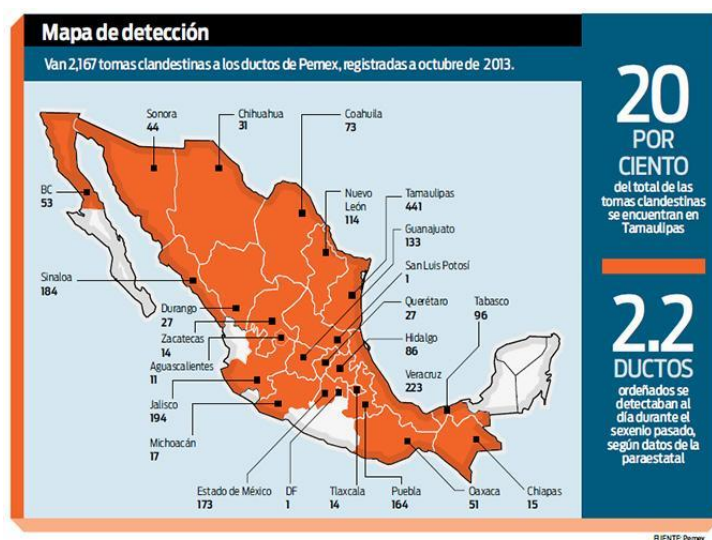 Mapa de detección
Van 2,167 tomas clandestinas a los ductos de Pemex, registradas a octubre de 2013.
Sonora
44
Chihuahua
31
Coahuila
73
BC
53
Nuevo
León
114
Tamaulipas
441
Guanajuato
133
San Luis Potosí
1
Sinaloa
184
Querétaro
27
Tabasco
96
Durango
27
Hidalgo
86
Zacatecas
14
Veracruz
223
Aguascalientes
11
Jalisco
194
Michoacán
17
Estado de México
173
DF
1
Tlaxcala
14
Puebla
164
Oaxaca
51
Chiapas
15
20
POR
CIENTO
del total de las
tomas clandestinas
se encuentran en
Tamaulipas
2.2
DUCTOS
ordeñados se
detectaban al
día durante el
sexenio pasado,
según datos de la
paraestatal
FUENTE: Pemex